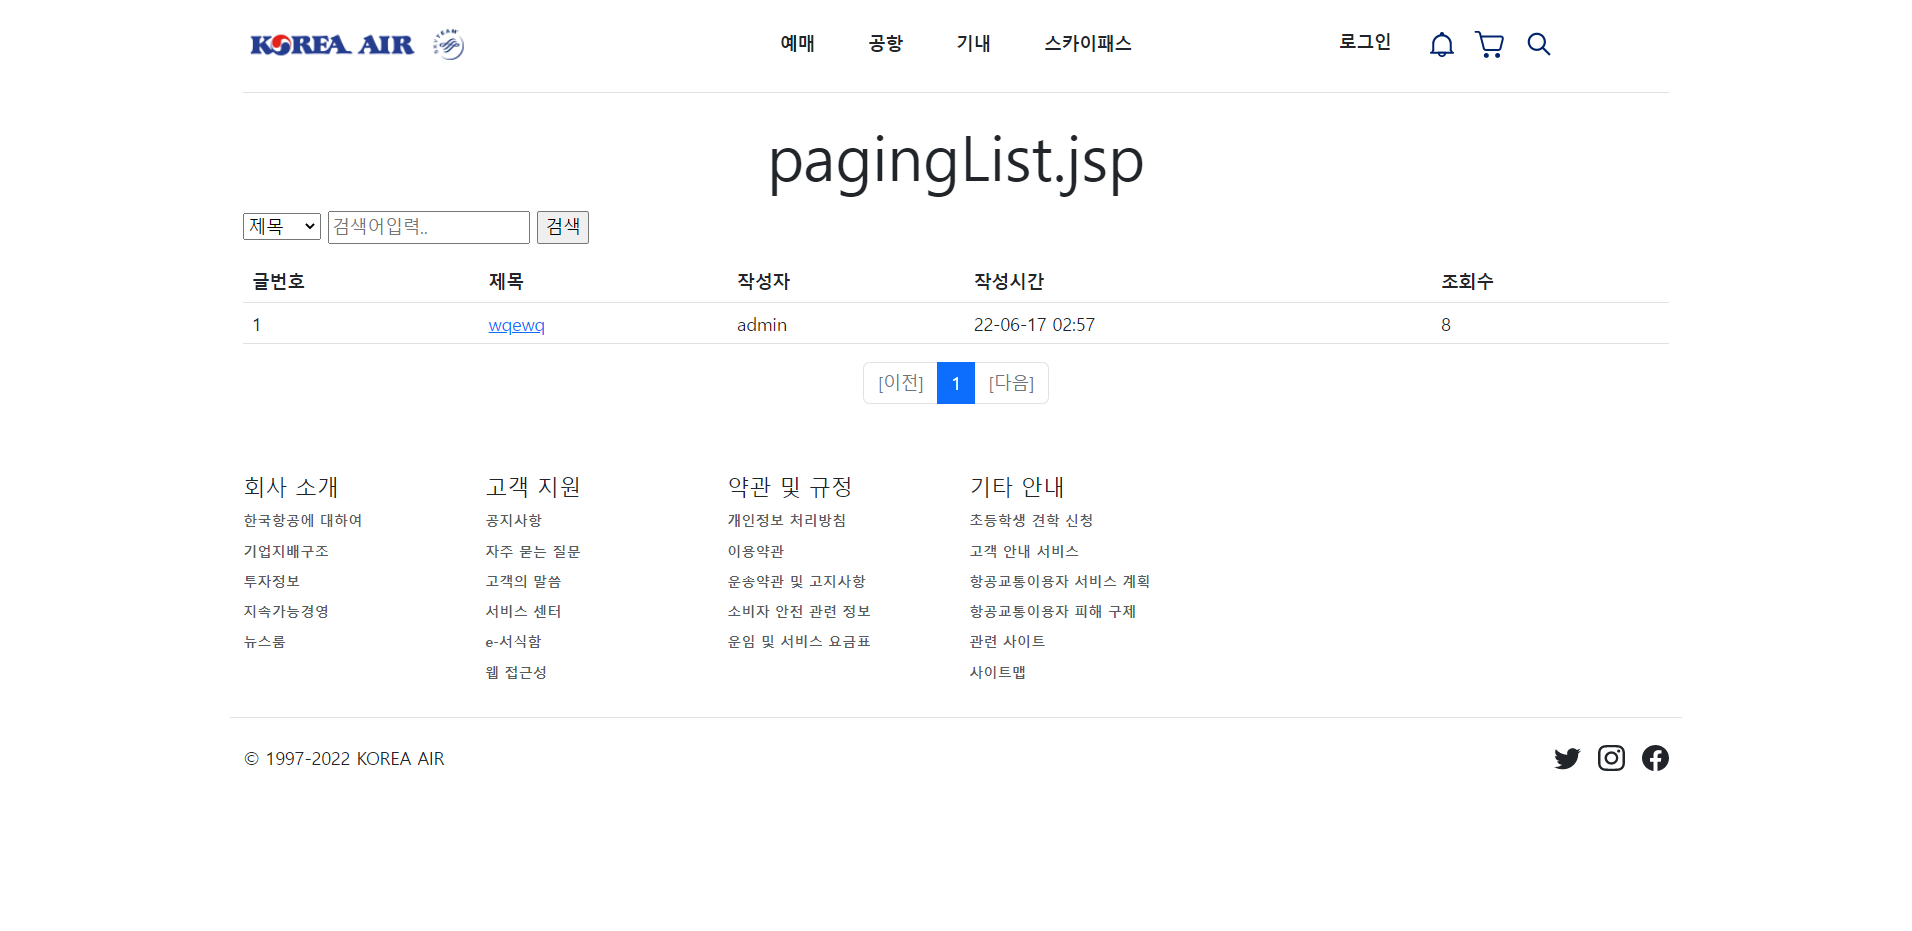 KOREA AIR SKYTEAM 예매 공항 기내 스카이패스 로그인
pagingList.jsp
제목 검색어입력.. 검색
글번호 제목 작성자 작성시간 조회수
1 wqewq admin 22-06-17 02:57 8
[이전] 1 [다음]
회사 소개 고객 지원 약관 및 규정 기타 안내
한국항공에 대하여 공지사항 개인정보 처리방침 초등학생 견학 신청
기업지배구조 자주 묻는 질문 이용약관 고객 안내 서비스
투자정보 고객의 말씀 운송약관 및 고지사항 항공교통이용자 서비스 계획
지속가능경영 서비스 센터 소비자 안전 관련 정보 항공교통이용자 피해 구제
뉴스룸 e-서식함 운임 및 서비스 요금표 관련 사이트
웹 접근성 사이트맵
© 1997-2022 KOREA AIR